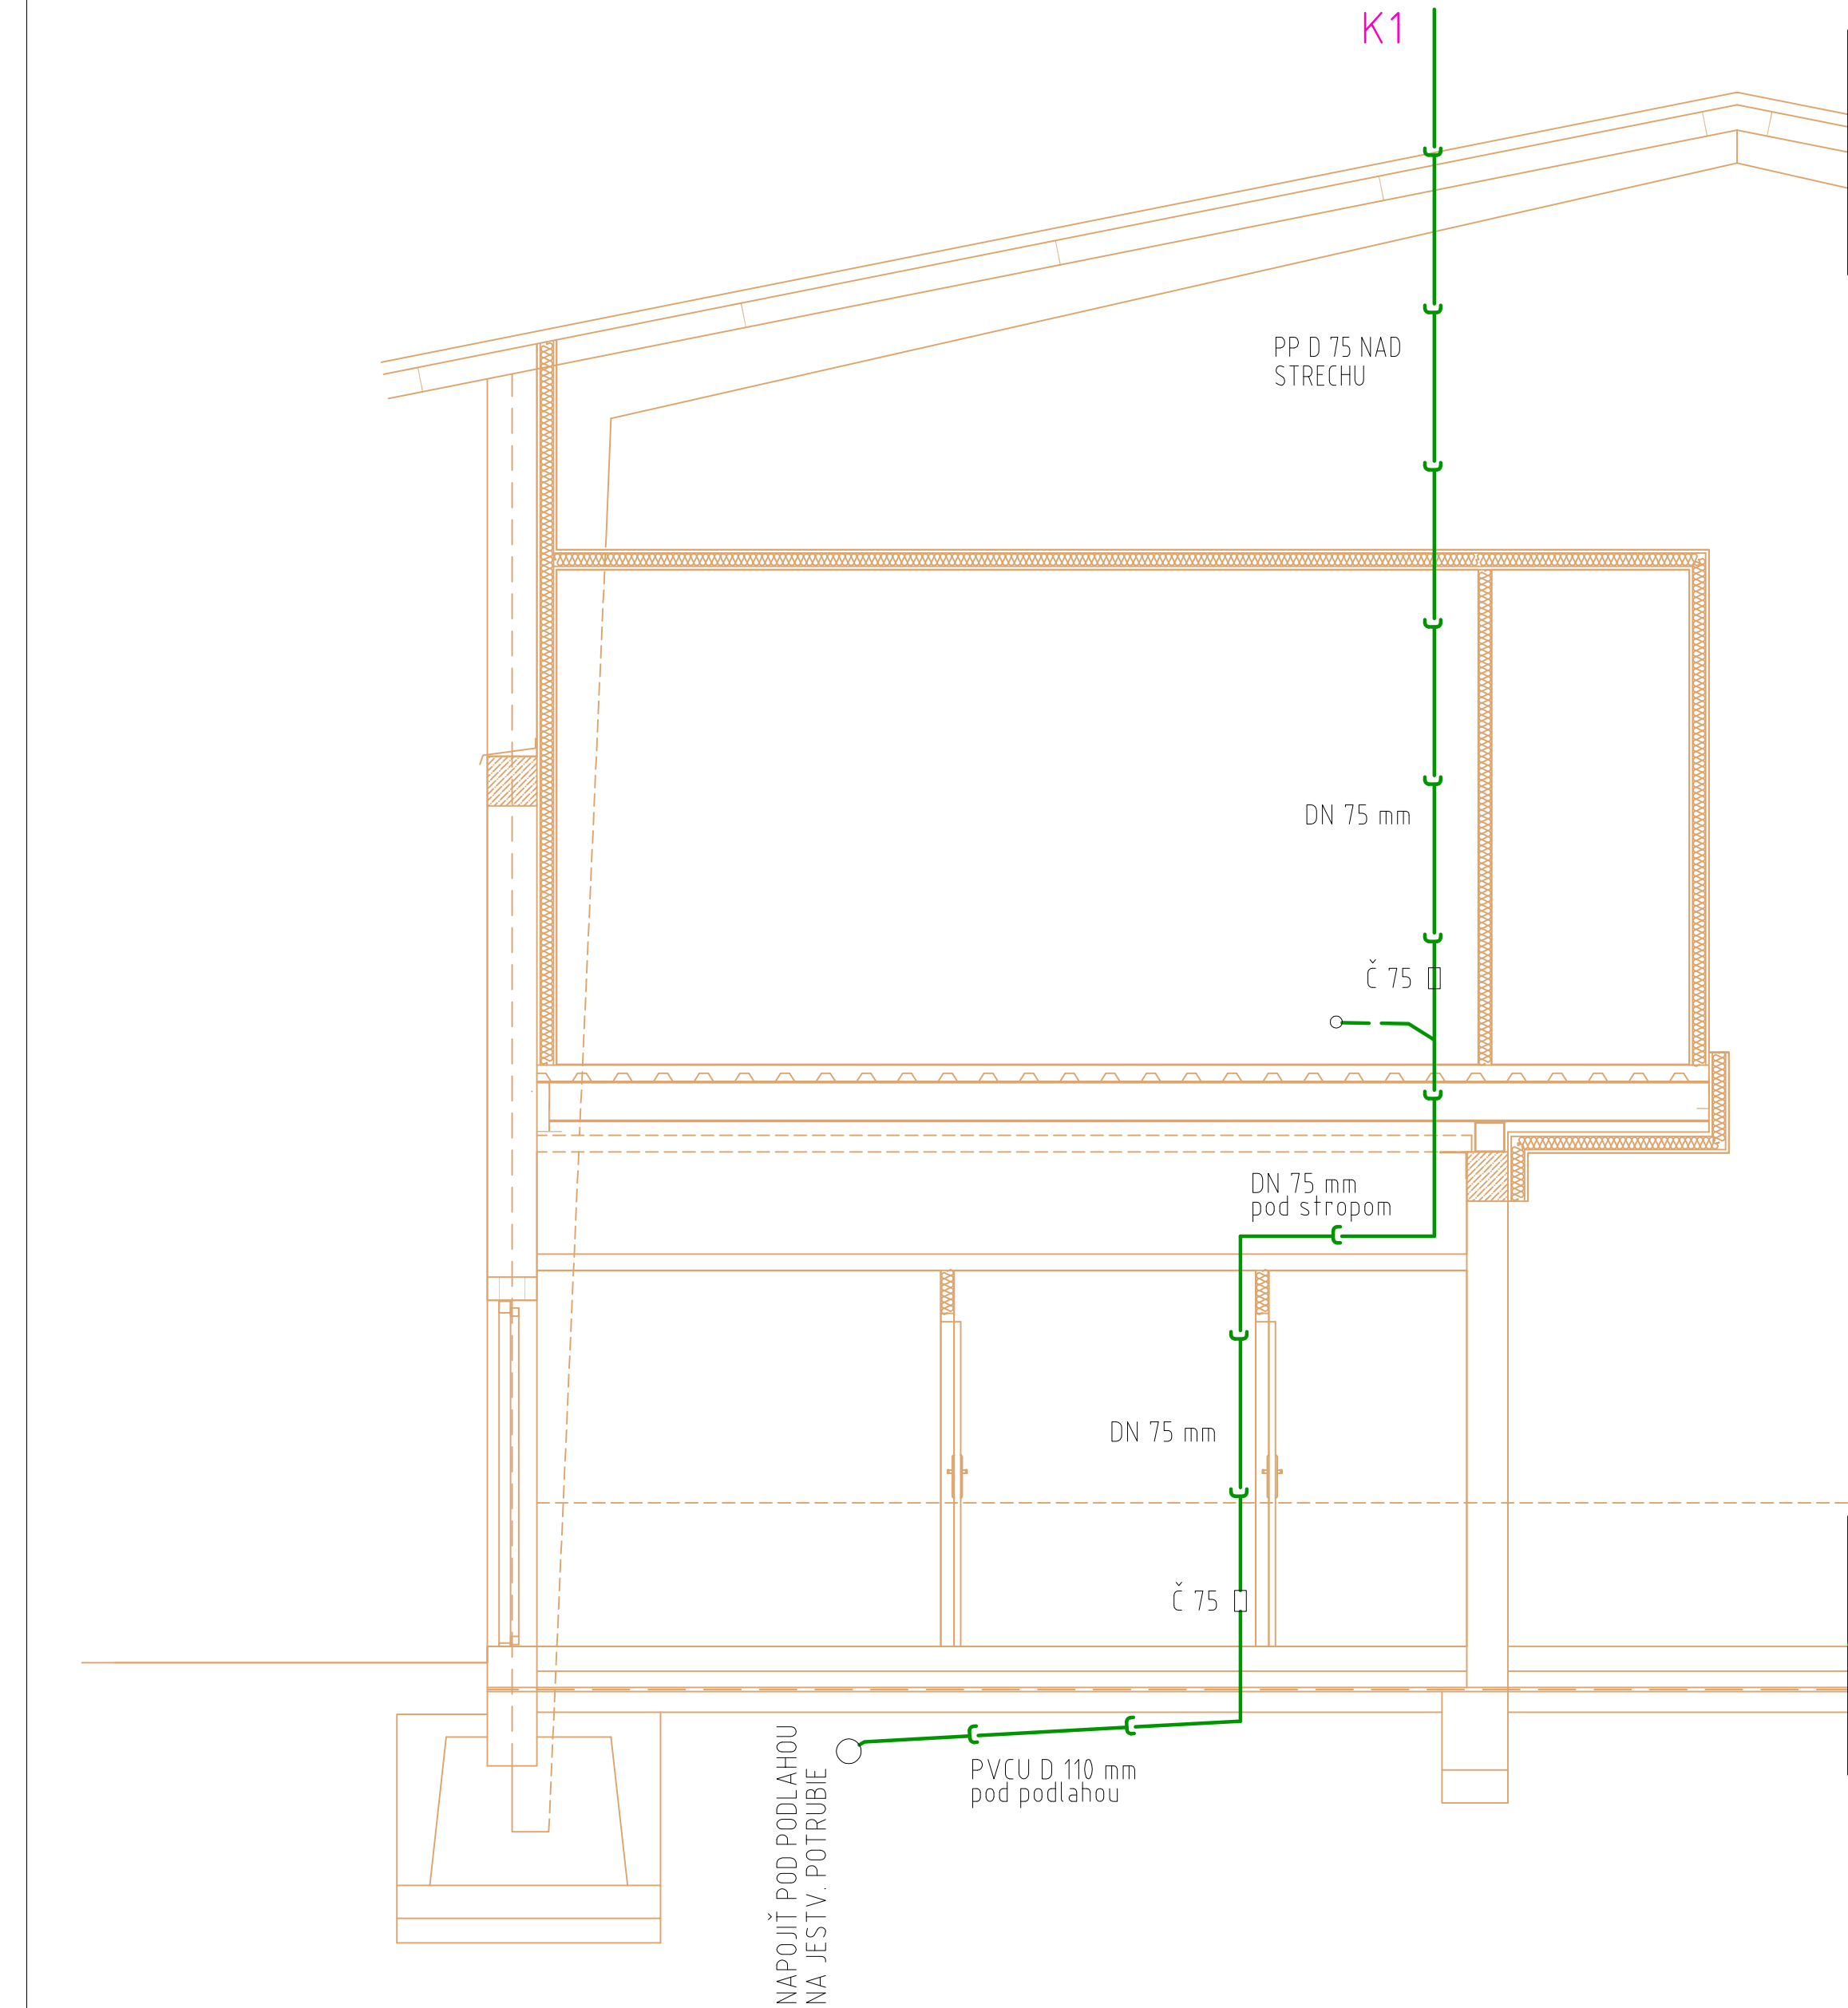 K1
PP D 75 NAD
STRECHU
DN 75 mm
Č 75
DN 75 mm
pod stropom
DN 75 mm
Č 75
PVCU D 110 mm
pod podlahou
NAPOJIŤ POD PODLAHOU
NA JESTV. POTRUBIE